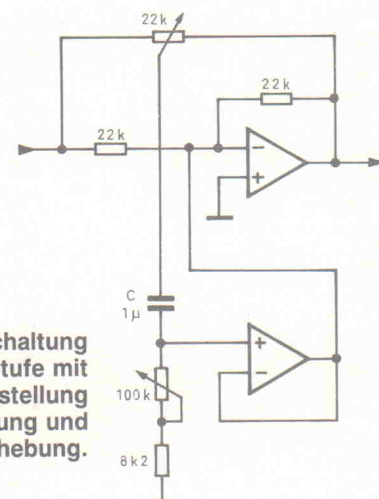 22k
22k
22k
−
+
C
1µ
+
−
100k
8k2
chaltung
tufe mit
stellung
ung und
hebung.